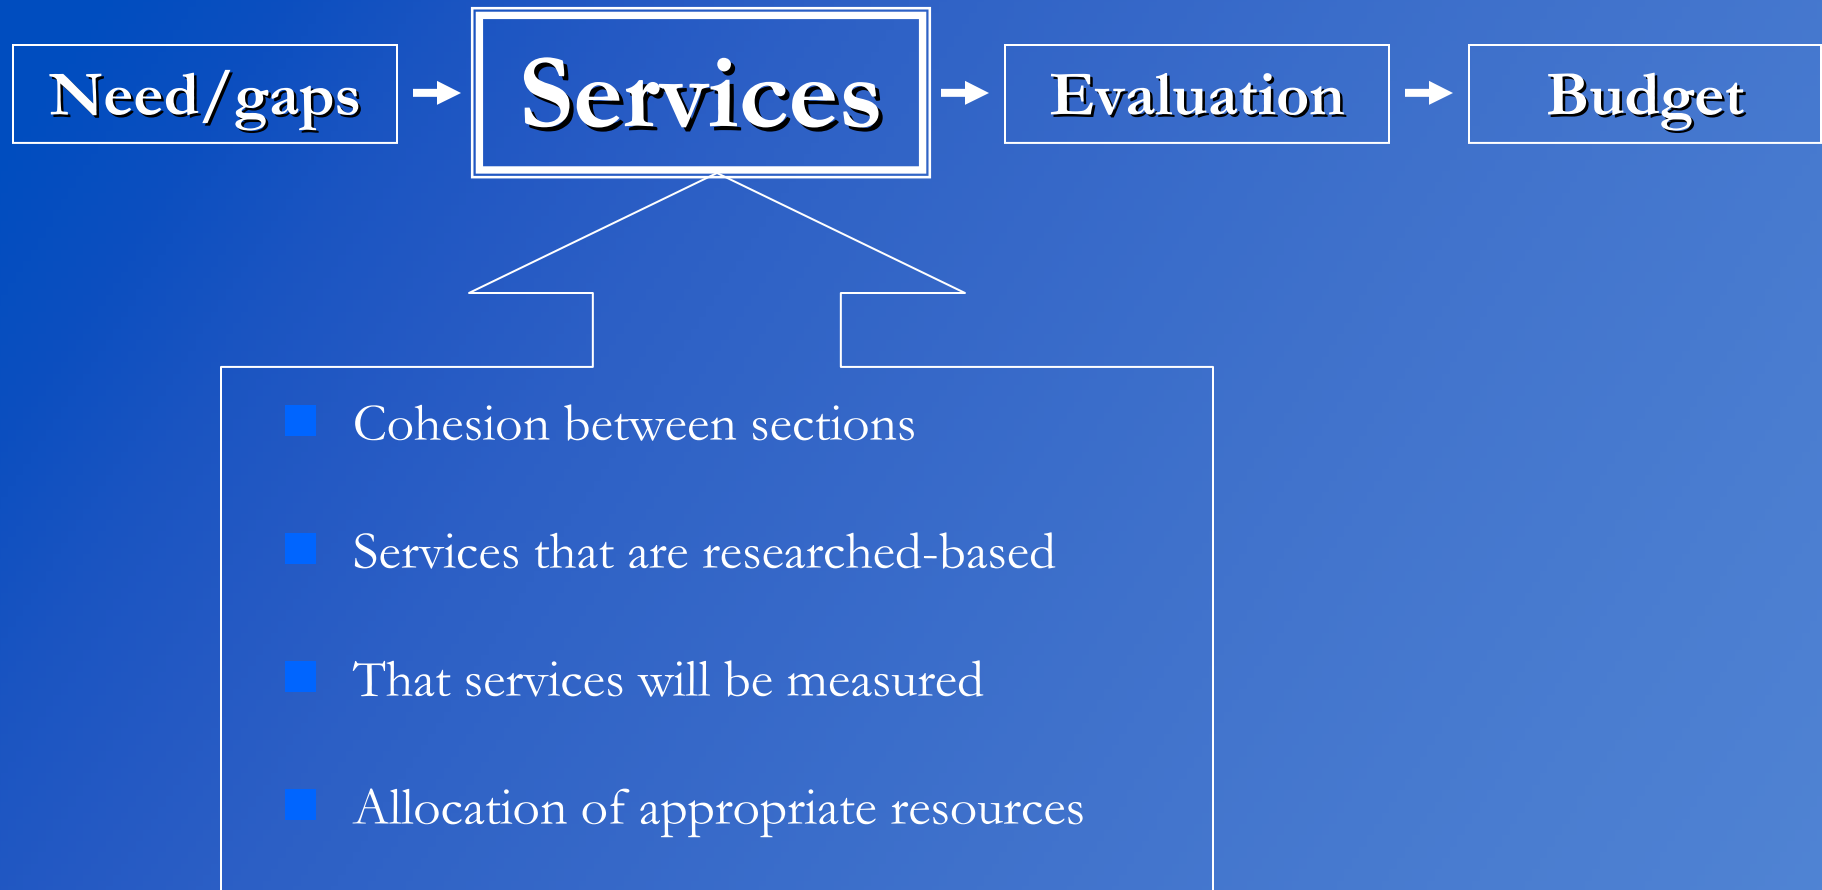 Need/gaps
Services
Evaluation
Budget
Cohesion between sections
Services that are researched-based
That services will be measured
Allocation of appropriate resources